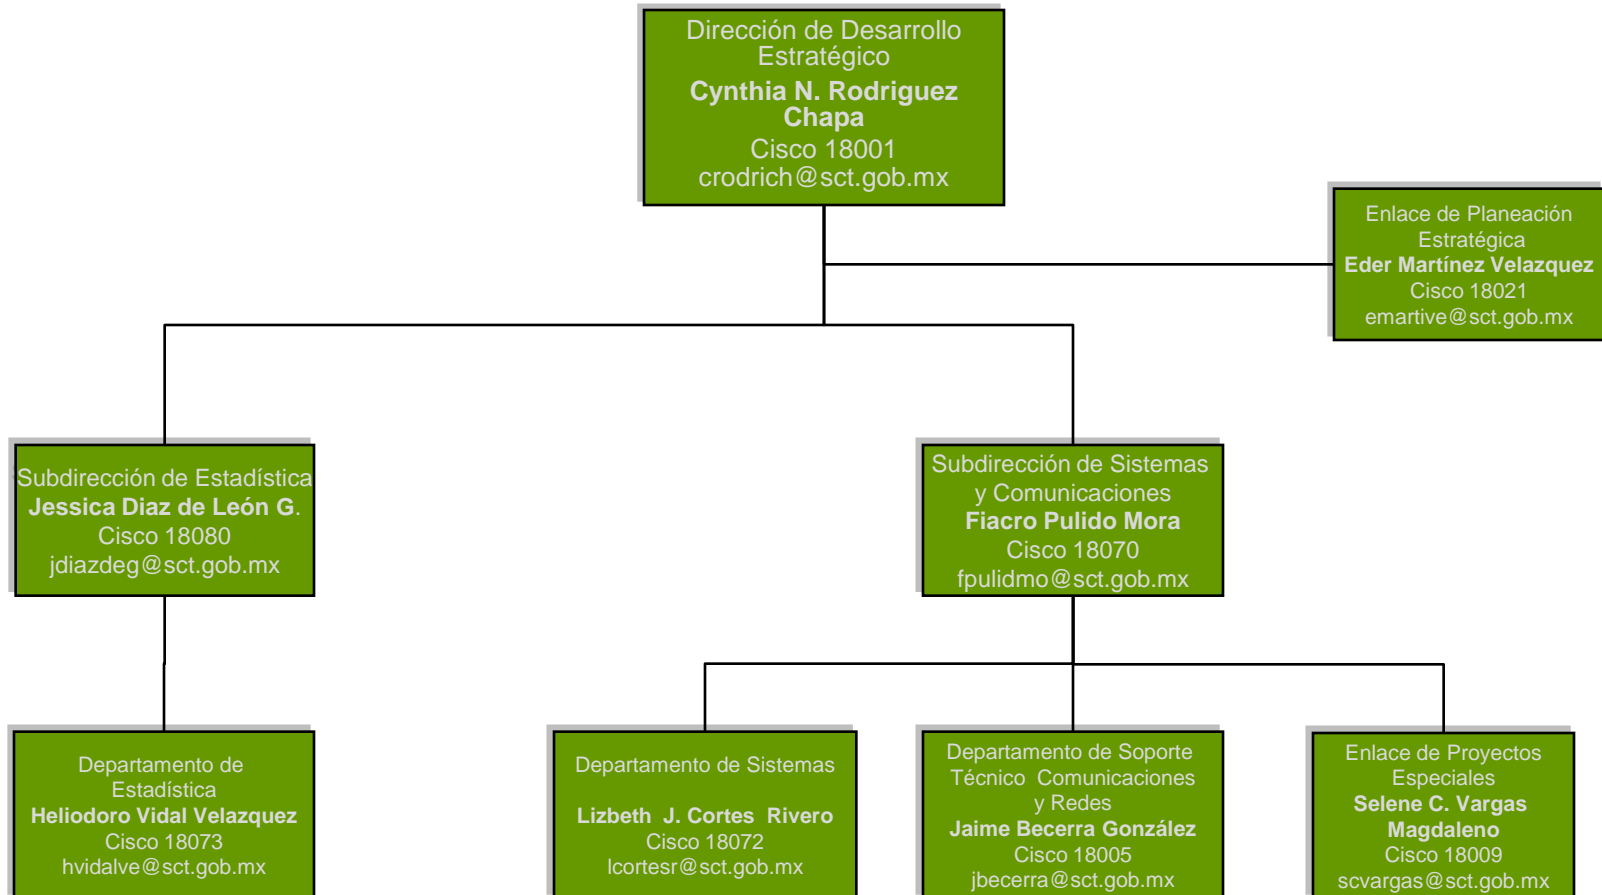 Dirección de Desarrollo
Estratégico
Cynthia N. Rodriguez
Chapa
Cisco 18001
crodrich@sct.gob.mx
Enlace de Planeación
Estratégica
Eder Martínez Velazquez
Cisco 18021
emartive@sct.gob.mx
Subdirección de Estadística
Jessica Diaz de León G.
Cisco 18080
jdiazdeg@sct.gob.mx
Subdirección de Sistemas
y Comunicaciones
Fiacro Pulido Mora
Cisco 18070
fpulidmo@sct.gob.mx
Departamento de
Estadística
Heliodoro Vidal Velazquez
Cisco 18073
hvidalve@sct.gob.mx
Departamento de Sistemas
Lizbeth J. Cortes Rivero
Cisco 18072
lcortesr@sct.gob.mx
Departamento de Soporte
Técnico Comunicaciones
y Redes
Jaime Becerra González
Cisco 18005
jbecerra@sct.gob.mx
Enlace de Proyectos
Especiales
Selene C. Vargas
Magdaleno
Cisco 18009
scvargas@sct.gob.mx